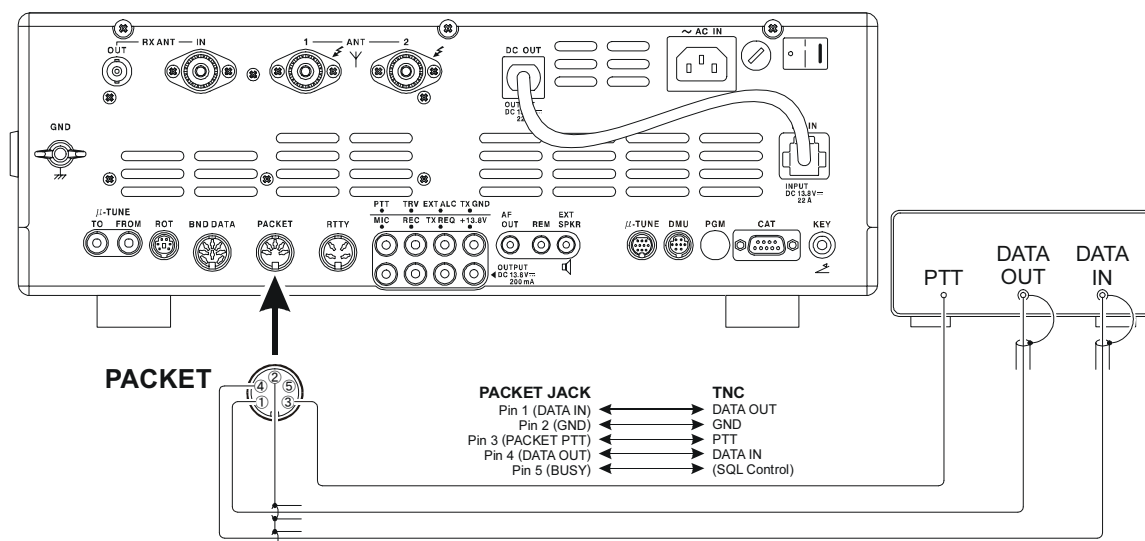 OUT
RX ANT
IN
1
ANT
2
DC OUT
~ AC IN
GND
IN
INPUT
DC 13.8V
22 A
μ-TUNE
TO FROM
ROT
BND DATA
PACKET
RTTY
PTT TRV EXT ALC TX GND
MIC REC TX REQ +13.8V
OUTPUT
DC 13.8V
200 mA
AF
OUT
REM
EXT
SPKR
μ-TUNE
DMU
PGM
CAT
KEY
PTT
DATA
OUT
DATA
IN
PACKET
4 2 5
1 3
PACKET JACK TNC
Pin 1 (DATA IN) DATA OUT
Pin 2 (GND) GND
Pin 3 (PACKET PTT) PTT
Pin 4 (DATA OUT) DATA IN
Pin 5 (BUSY) (SQL Control)